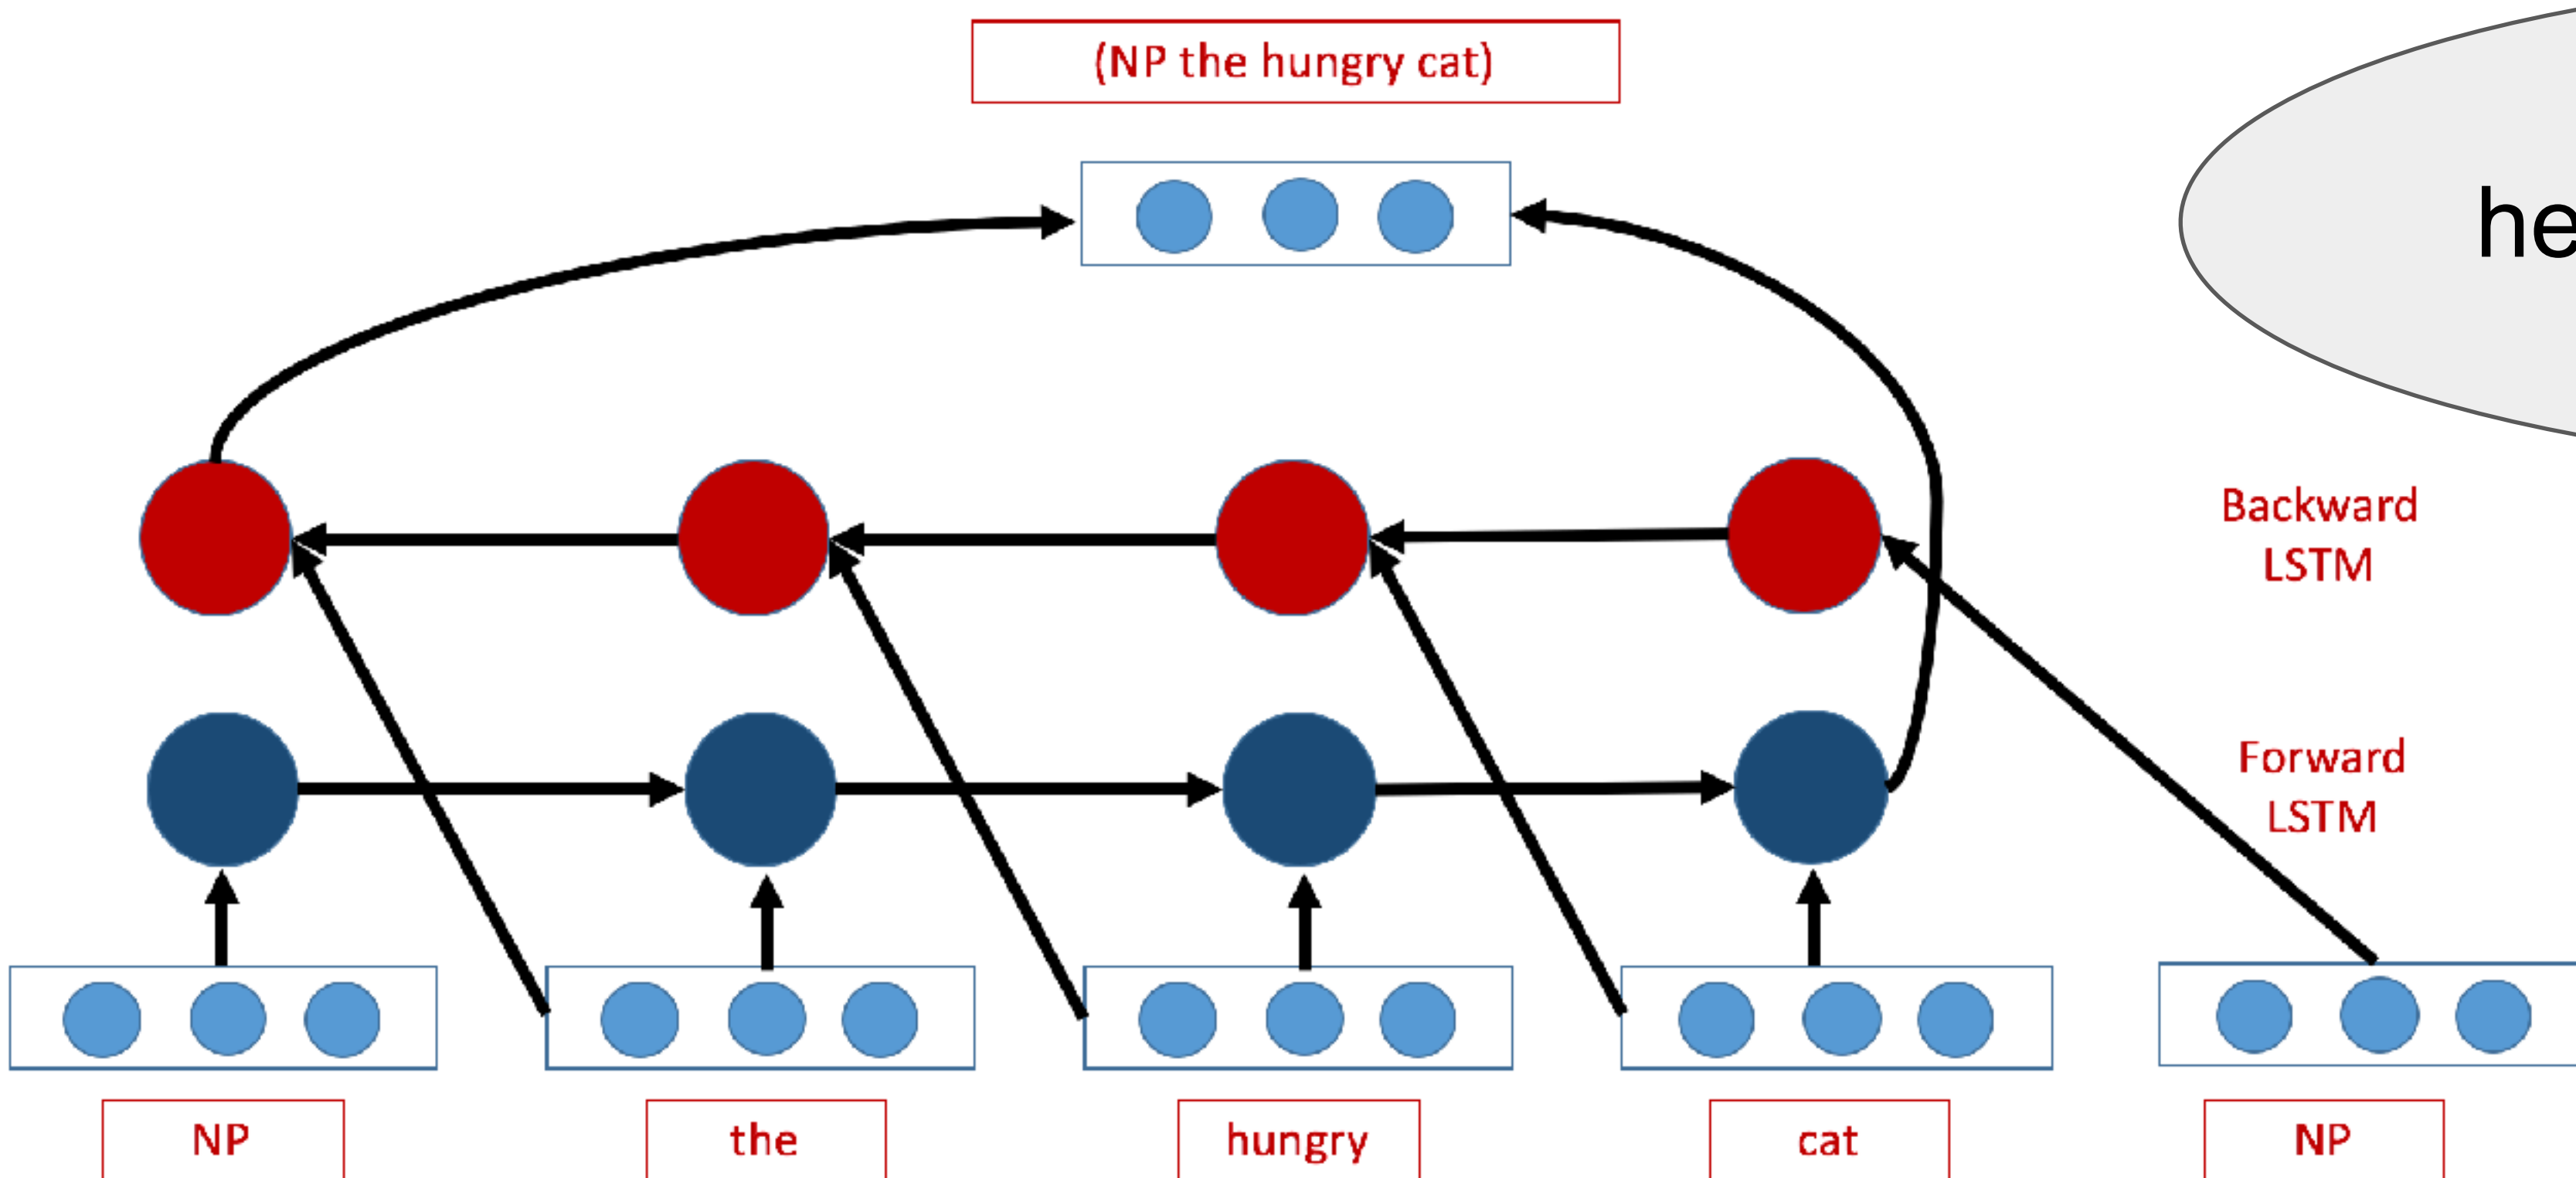 (NP the hungry cat)
Backward
LSTM
Forward
LSTM
NP
the
hungry
cat
NP